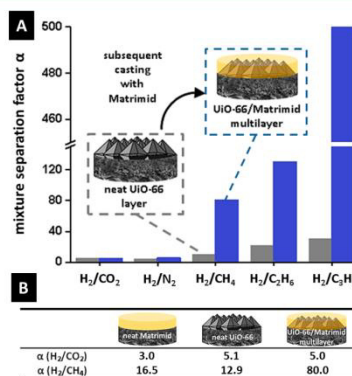 A
mixture separation factor α
500
480
460
120
80
40
0
subsequent
casting
with
Matrimid
UiO-66/Matrimid
multilayer
neat UiO-66
layer
H₂/CO₂ H₂/N₂ H₂/CH₄ H₂/C₂H₆
B
neat Matrimid neat UiO-66 UiO-66/Matrimid
multilayer
α (H₂/CO₂) 3.0 5.1 5.0
α (H₂/CH₄) 16.5 12.9 80.0